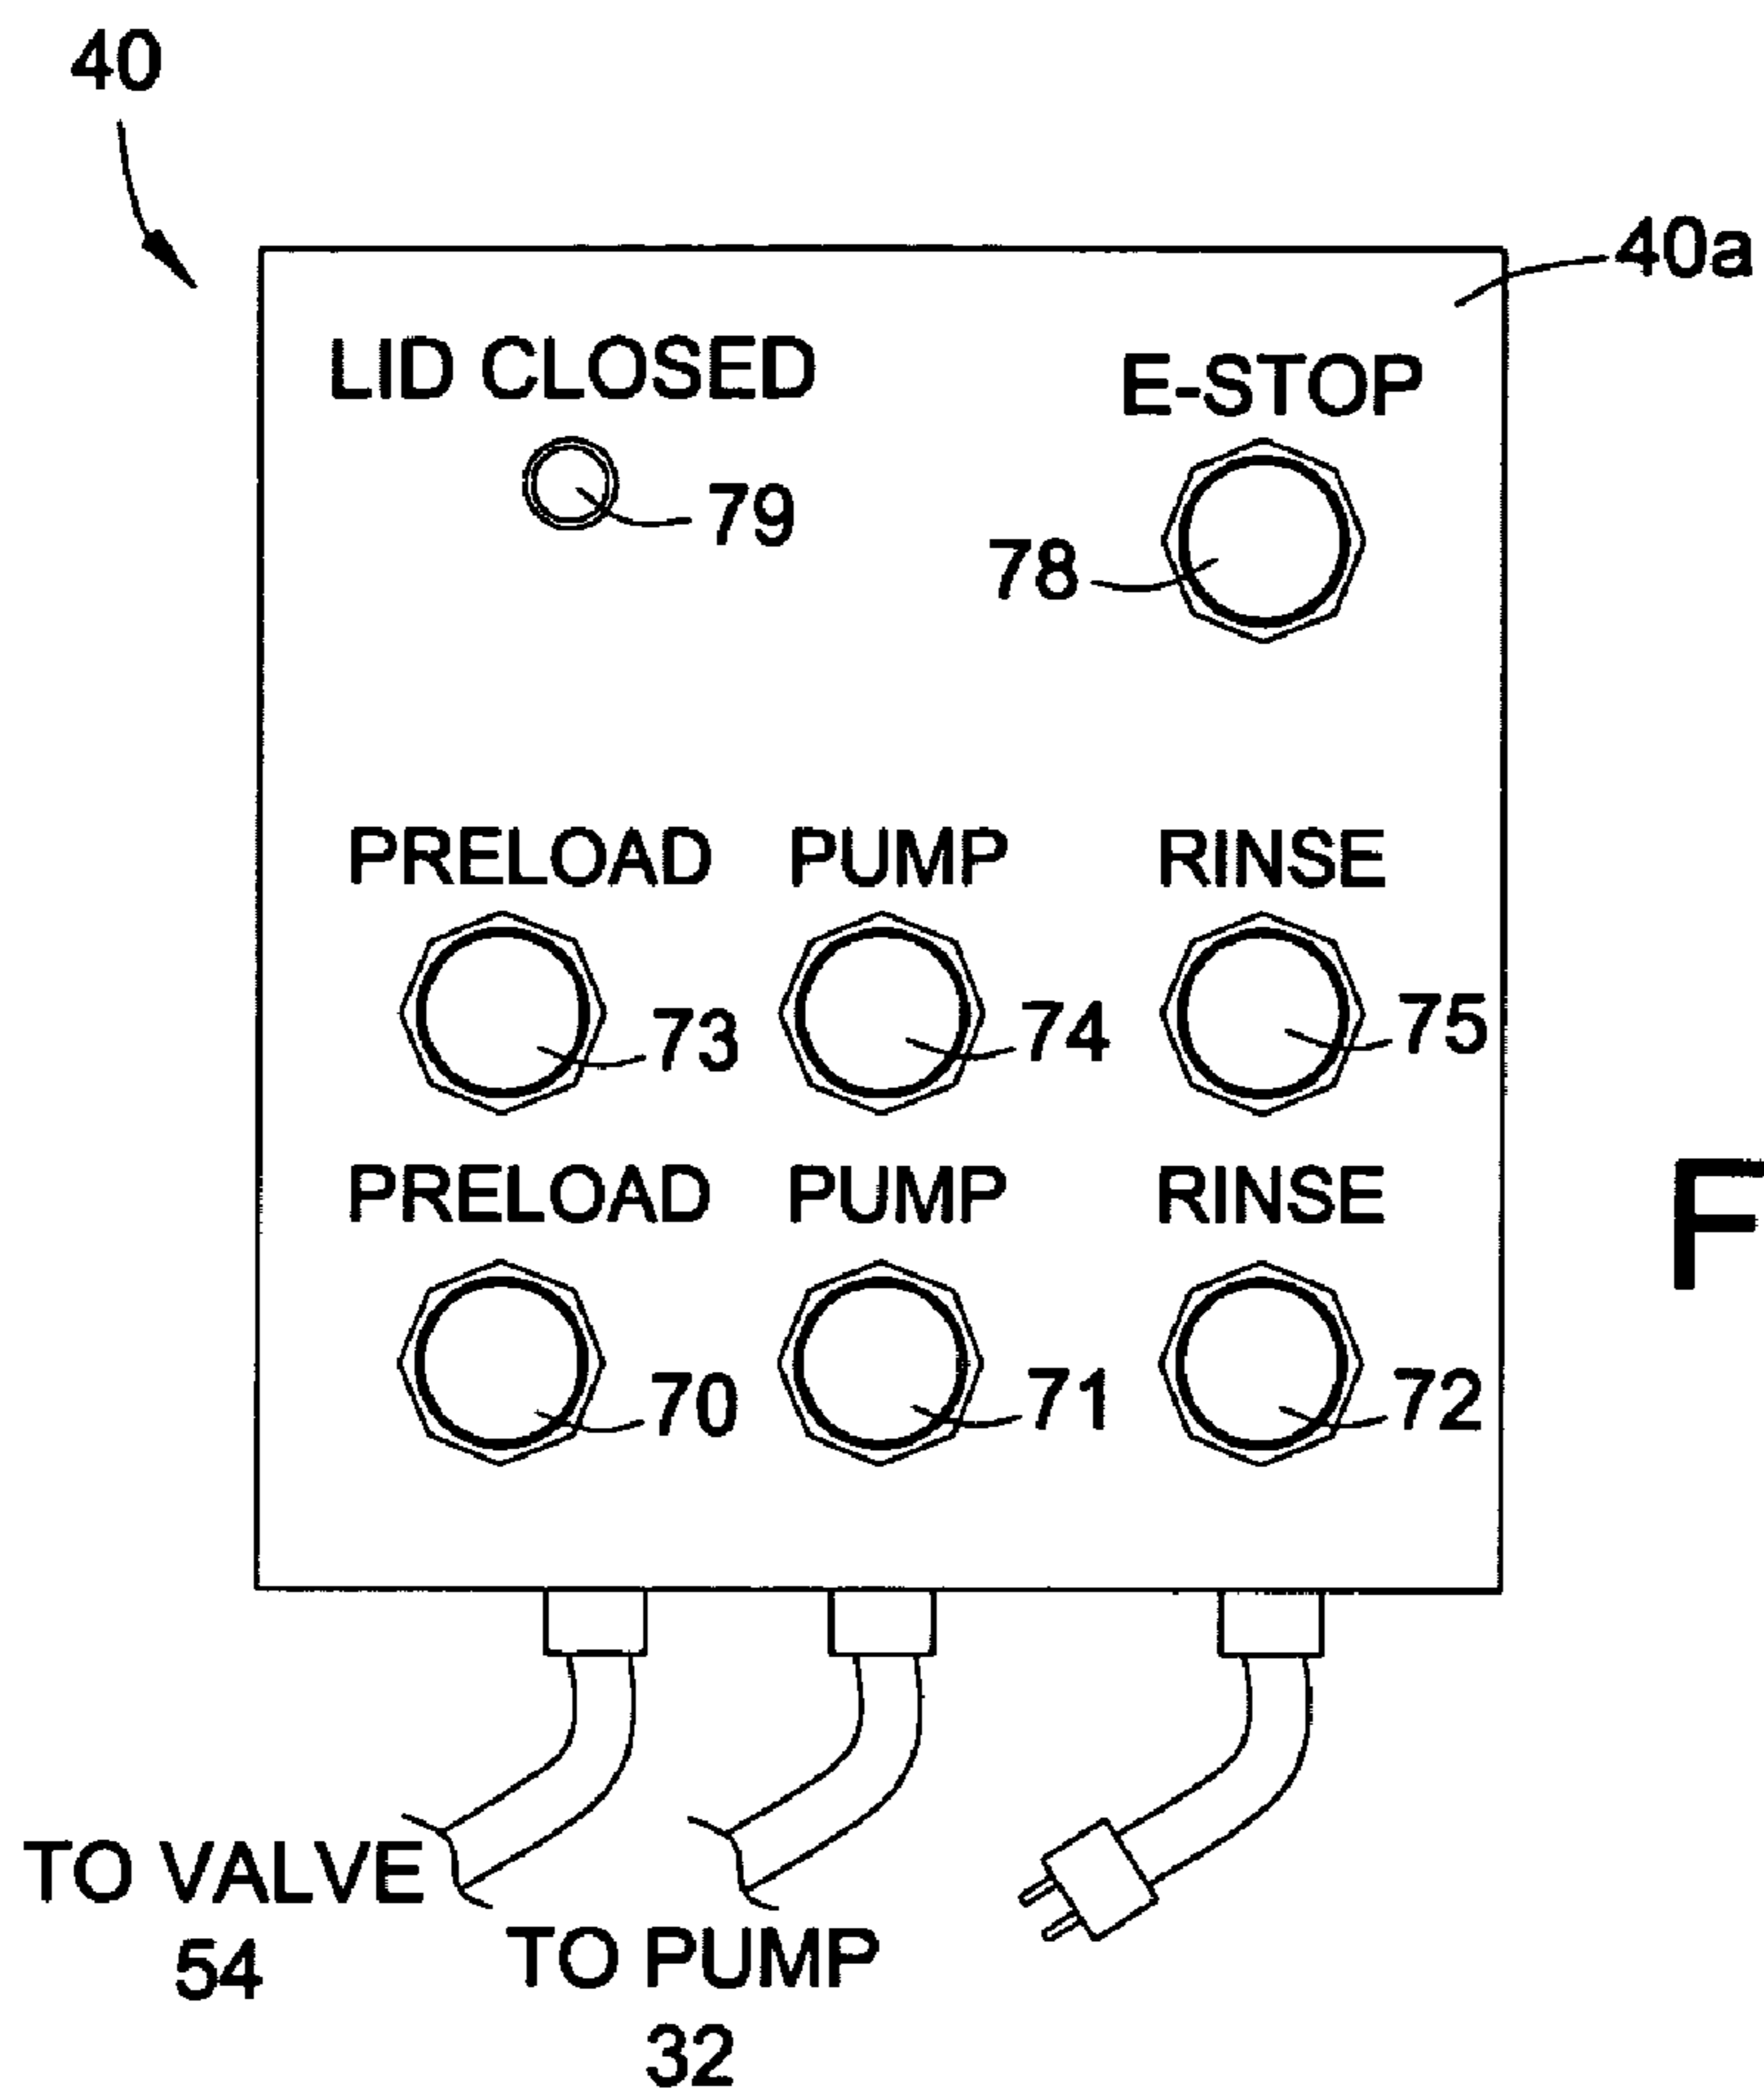 40
40a
LID CLOSED
E-STOP
79
78
PRELOAD PUMP RINSE
73 74 75
PRELOAD PUMP RINSE
70 71 72
F
TO VALVE
54
TO PUMP
32